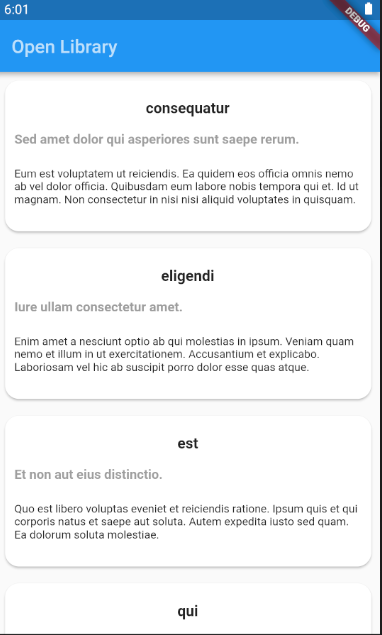 6:01
DEBUG
Open Library
consequatur
Sed amet dolor qui asperiores sunt saepe rerum.
Eum est voluptatem ut reiciendis. Ea quidem eos officia omnis nemo
ab vel dolor officia. Quibusdam eum labore nobis tempora qui et. Id ut
magnam. Non consectetur in nisi nisi aliquid voluptates in quisquam.
eligendi
Iure ullam consectetur amet.
Enim amet a nesciunt optio ab qui molestias in ipsum. Veniam quam
nemo et illum in ut exercitationem. Accusantium et explicabo.
Laboriosam vel hic ab suscipit porro dolor esse quas atque.
est
Et non aut eius distinctio.
Quo est libero voluptas eveniet et reiciendis ratione. Ipsum quis et qui
corporis natus et saepe aut soluta. Autem expedita iusto sed quam.
Ea dolorum soluta molestiae.
qui